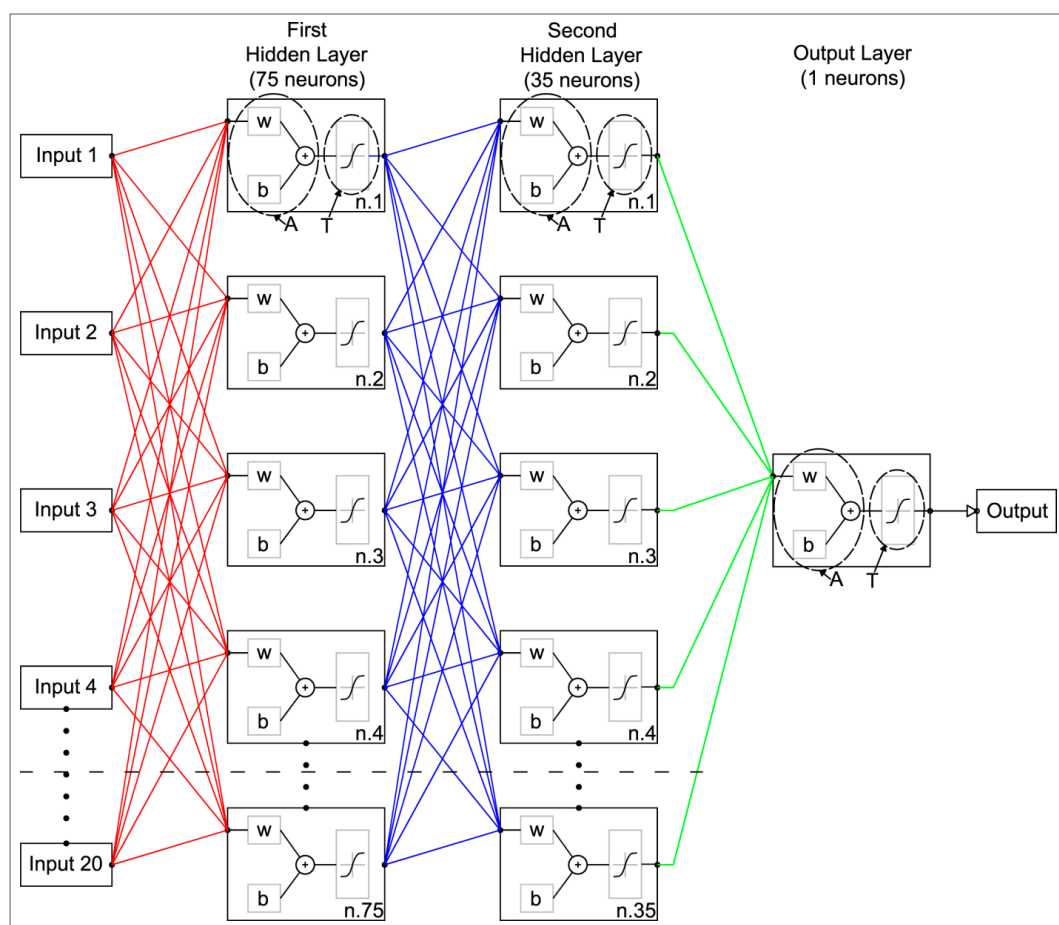 First
Hidden Layer
(75 neurons)
Second
Hidden Layer
(35 neurons)
Output Layer
(1 neurons)
Input 1
w
+
b
n.1
A
T
w
+
b
n.1
A
T
Input 2
w
+
b
n.2
w
+
b
n.2
Input 3
w
+
b
n.3
w
+
b
n.3
w
+
b
A
T
Output
Input 4
w
+
b
n.4
w
+
b
n.4
Input 20
w
+
b
n.75
w
+
b
n.35